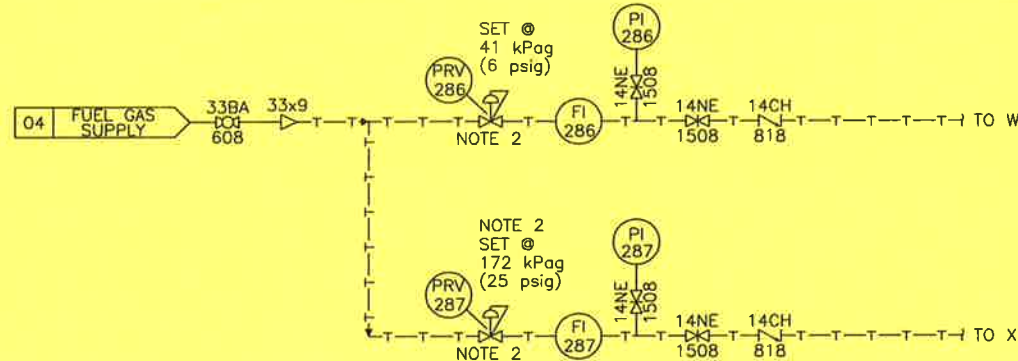 SET @
41 kPag
(6 psig)
PI
286
PRV
286
14NE
1508
04 FUEL GAS
SUPPLY
33BA
608
33x9
T T T T T T T T T T T T T T T
NOTE 2
FI
286
14NE
1508
14CH
818
TO W
T
T
T
T
T
T
NOTE 2
SET @
172 kPag
(25 psig)
PI
287
PRV
287
14NE
1508
T T T T T T T T T T T T
NOTE 2
FI
287
14NE
1508
14CH
818
TO X